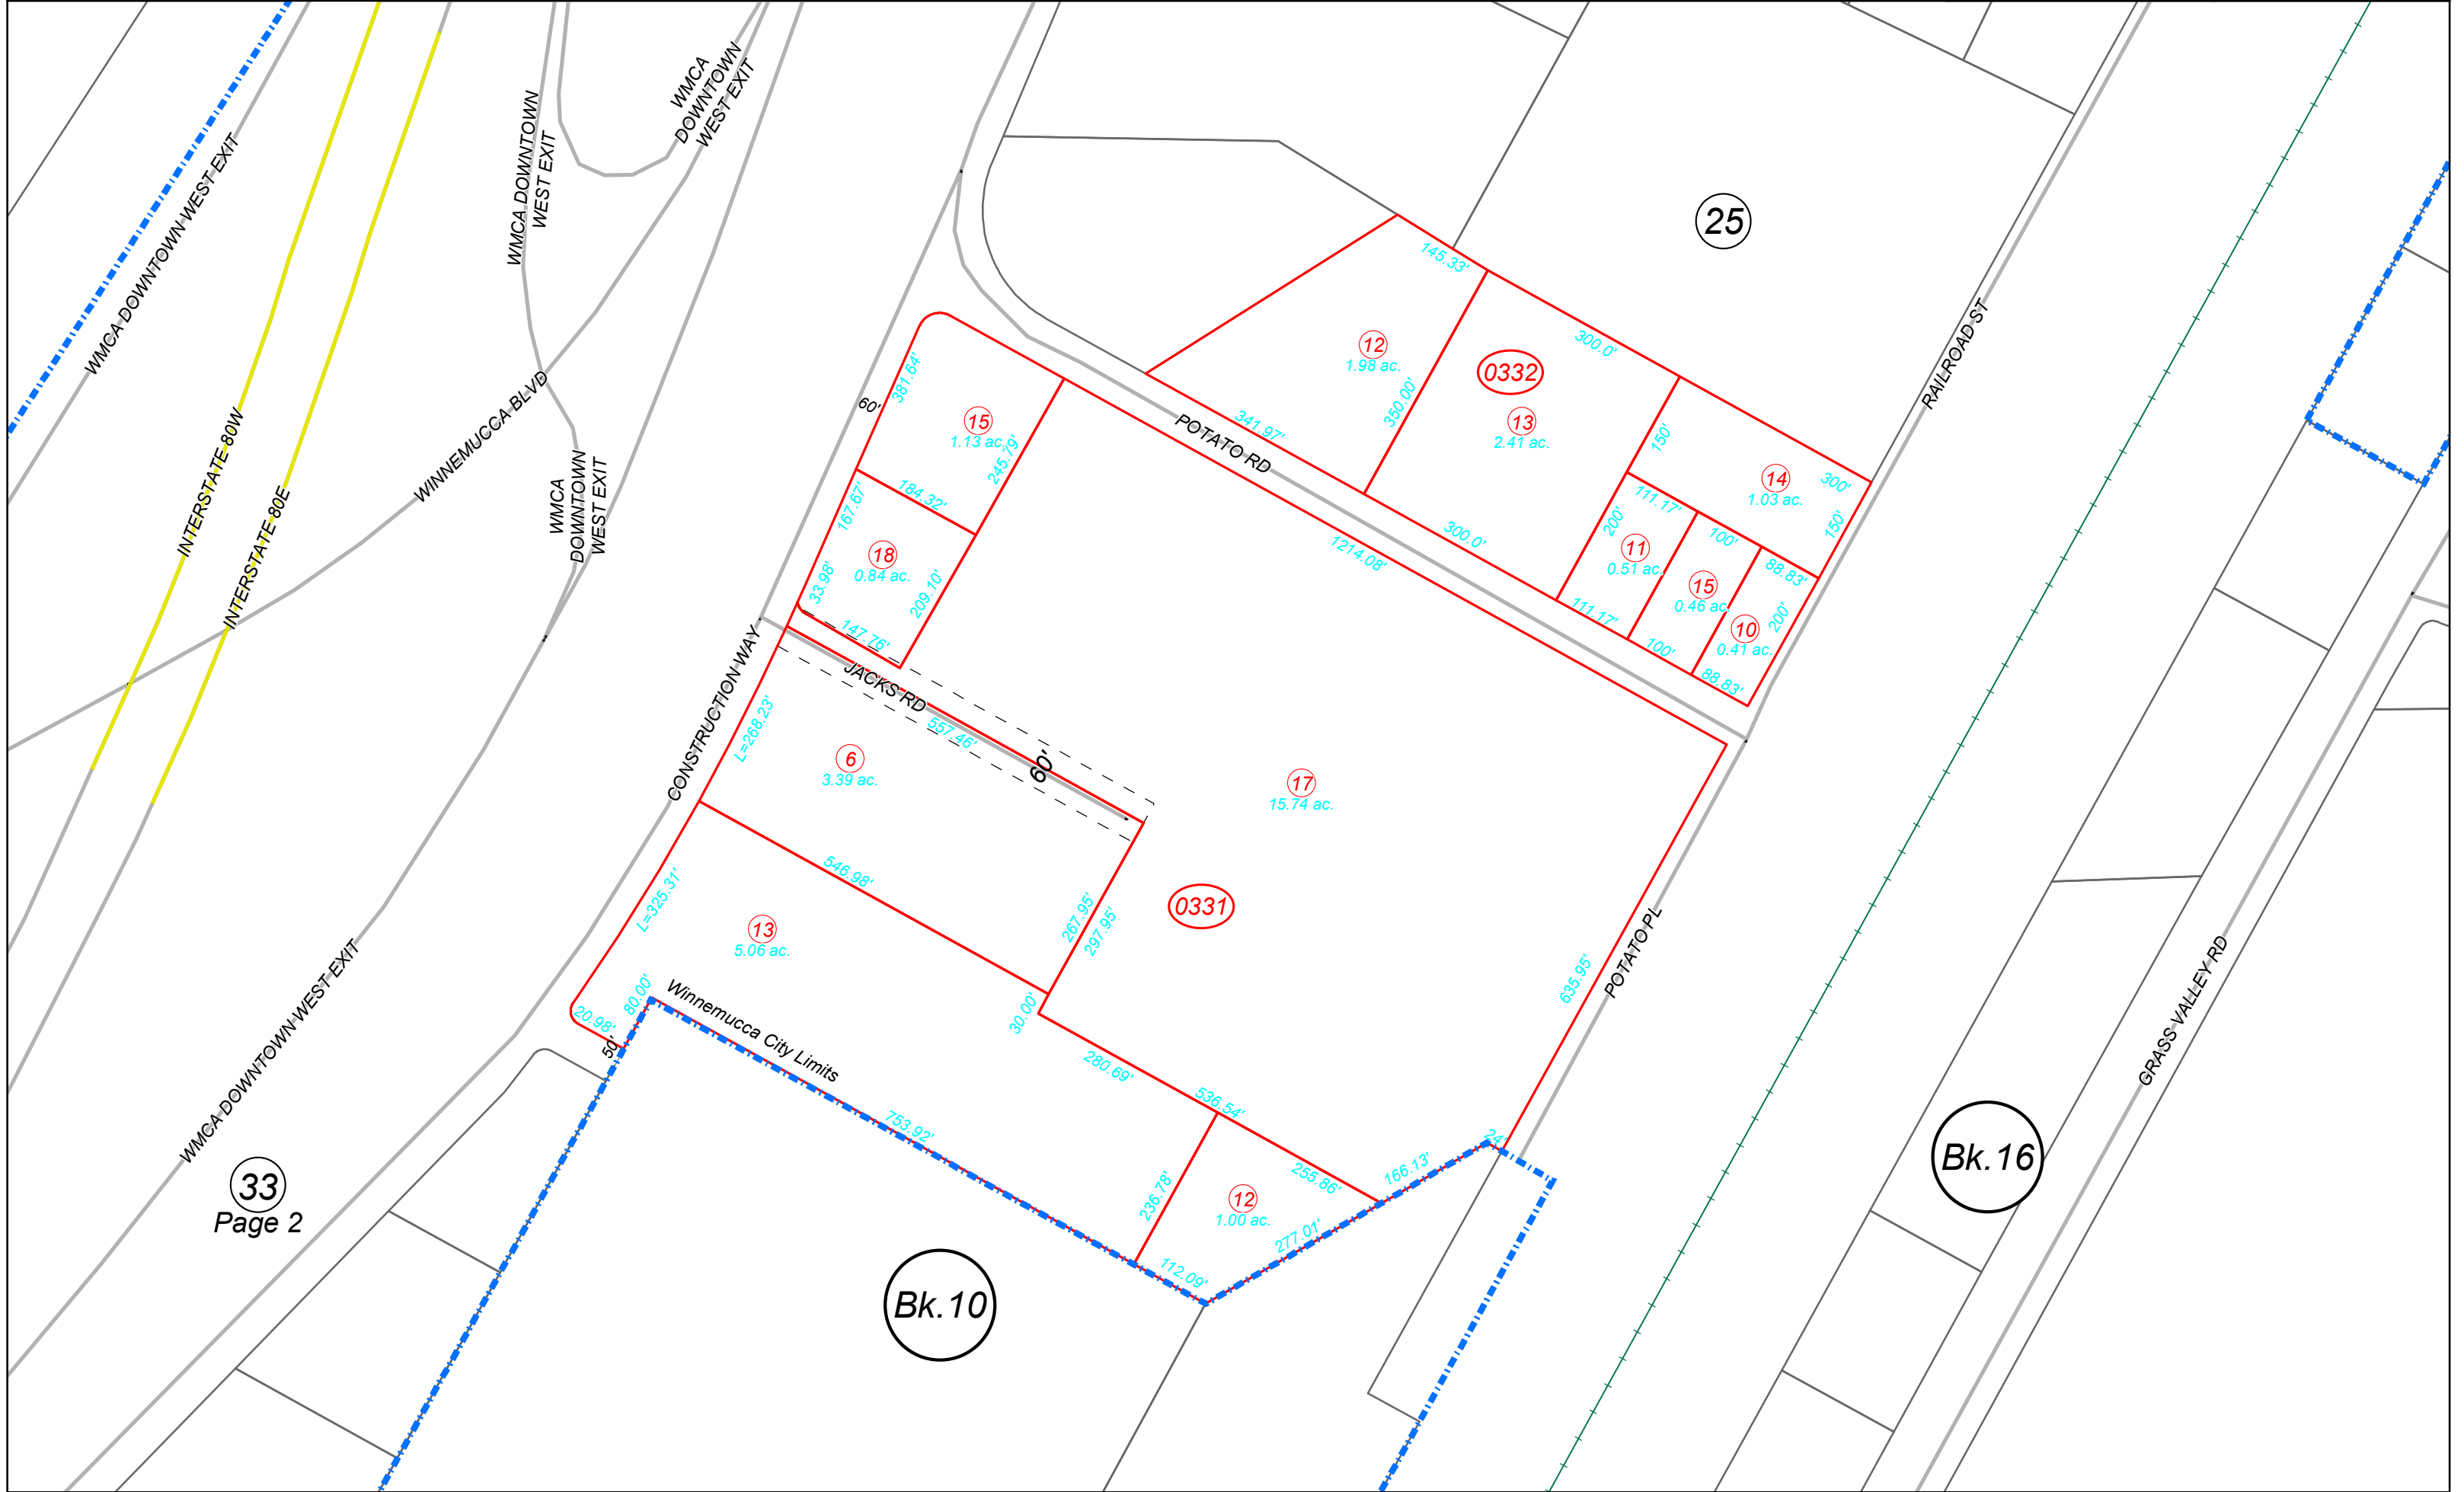 WMCA DOWNTOWN WEST EXIT
WMCA DOWNTOWN
WEST EXIT
WMCA
DOWNTOWN
WEST EXIT
INTERSTATE 80W
INTERSTATE 80E
WINNEMUCCA BLVD
WMCA
DOWNTOWN
WEST EXIT
25
RAILROAD ST
145.33'
300.0'
12
1.98 ac.
0332
350.00'
13
2.41 ac.
341.97'
POTATO RD
150'
14
1.03 ac.
300'
150'
381.64'
60'
15
1.13 ac.
245.79'
184.32'
167.67'
18
0.84 ac.
33.98'
209.10'
147.76'
111.17'
100'
88.83'
200'
11
0.51 ac.
15
0.46 ac.
10
0.41 ac.
200'
300.0'
111.17'
100'
88.83'
1214.08'
CONSTRUCTION WAY
JACKS RD
557.46'
60'
L=268.23'
6
3.39 ac.
17
15.74 ac.
546.98'
L=325.31'
13
5.06 ac.
267.95'
297.95'
0331
635.95'
POTATO PL
GRASS VALLEY RD
WMCA DOWNTOWN WEST EXIT
80.00'
20.98'
50'
Winnemucca City Limits
30.00'
280.69'
536.54'
753.92'
236.78'
12
1.00 ac.
255.86'
166.13'
24'
277.01'
112.09'
33
Page 2
Bk.10
Bk.16